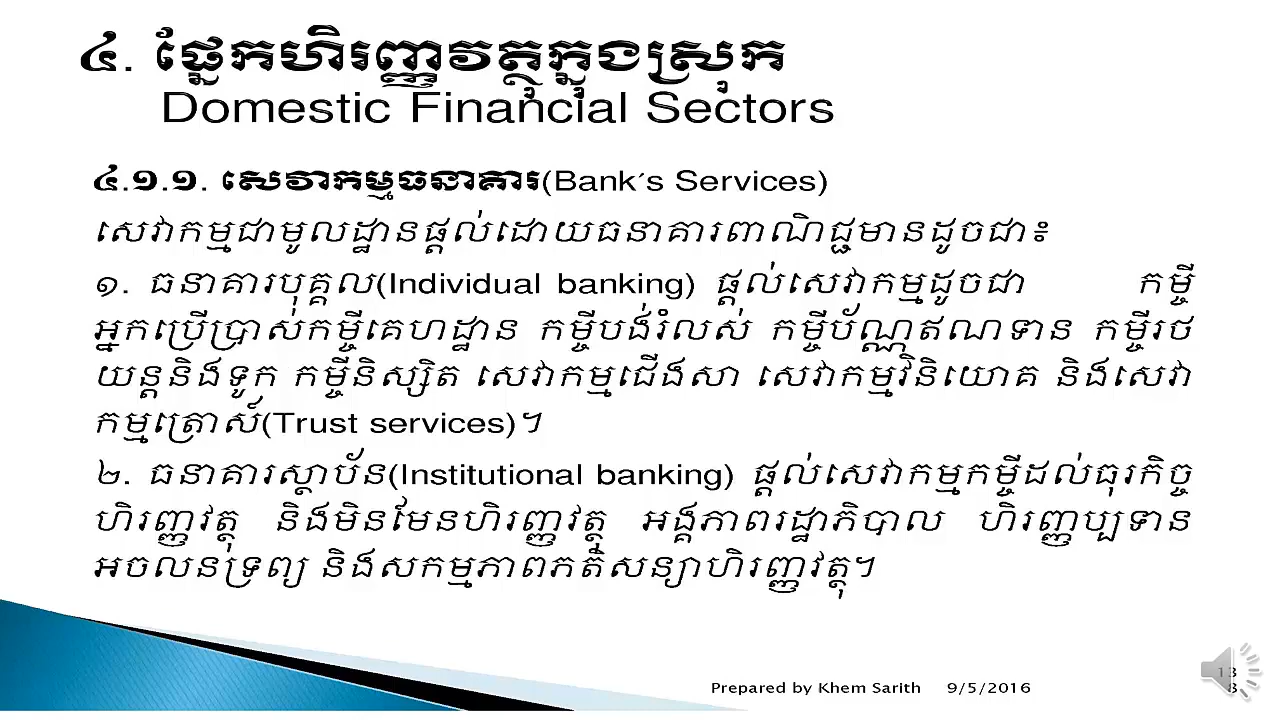 ៤. ផ្នែកហិរញ្ញវត្ថុក្នុងស្រុក
Domestic Financial Sectors
៤.១.១. សេវាកម្មធនាគារ(Bank´s Services)
សេវាកម្មជាមូលដ្ឋានផ្ដល់ដោយធនាគារពាណិជ្ជមានដូចជា៖
១. ធនាគារបុគ្គល(Individual banking) ផ្ដល់សេវាកម្មដូចជា កម្ចី
អ្នកប្រើប្រាស់កម្ចីគេហដ្ឋាន កម្ចីបង់រំលស់ កម្ចីប័ណ្ណឥណទាន កម្ចីរថ
យន្តនិងទូក កម្ចីនិស្សិត សេវាកម្មជើងសា សេវាកម្មវិនិយោគ និងសេវា
កម្មត្រាស៍(Trust services)។
២. ធនាគារស្ថាប័ន(Institutional banking) ផ្ដល់សេវាកម្មកម្ចីដល់ធុរកិច្ច
ហិរញ្ញវត្ថុ និងមិនមែនហិរញ្ញវត្ថុ អង្គភាពរដ្ឋាភិបាល ហិរញ្ញប្បទាន
អចលនទ្រព្យ និងសកម្មភាពភតិសន្យាហិរញ្ញវត្ថុ។
Prepared by Khem Sarith 9/5/2016
13
8